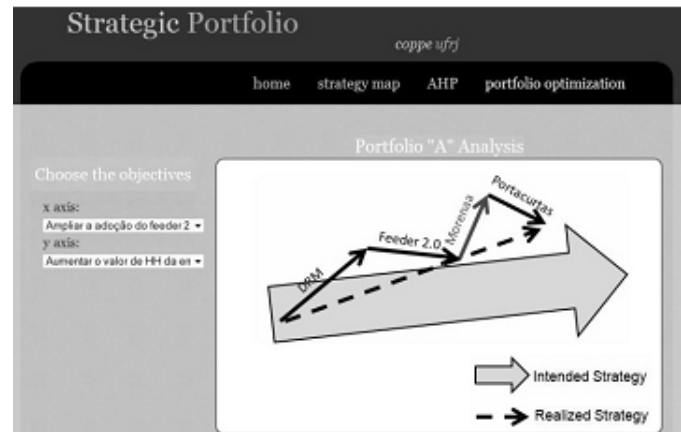 Strategic Portfolio
coppe ufrj
home strategy map AHP portfolio optimization
Portfolio "A" Analysis
Choose the objectives
x axis:
Ampliar a adoção do feeder 2
y axis:
Aumentar o valor de HH da en
DRM
Feeder 2.0
Morenaa
Portacurtas
Intended Strategy
Realized Strategy